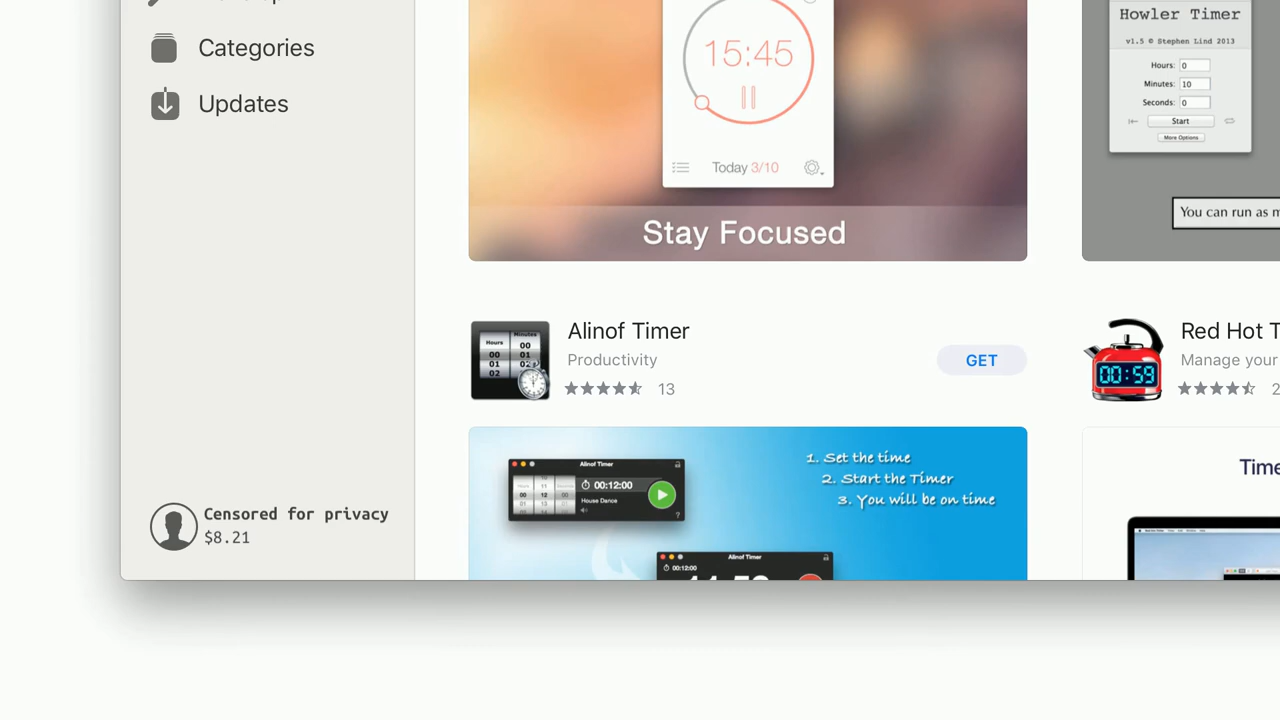 Categories
Updates
Censored for privacy
$8.21
15:45
Today 3/10
Stay Focused
Alinof Timer
Productivity
13
GET
Hours
Minutes
00
00
01
01
02
02
Alinof Timer
00:12:00
House Dance
?
1. Set the time
2. Start the Timer
3. You will be on time
Alinof Timer
00:12:00
Howler Timer
v1.5 © Stephen Lind 2013
Hours: 0
Minutes: 10
Seconds: 0
Start
More Options
You can run as
Red Hot
Manage your
00:59
Time